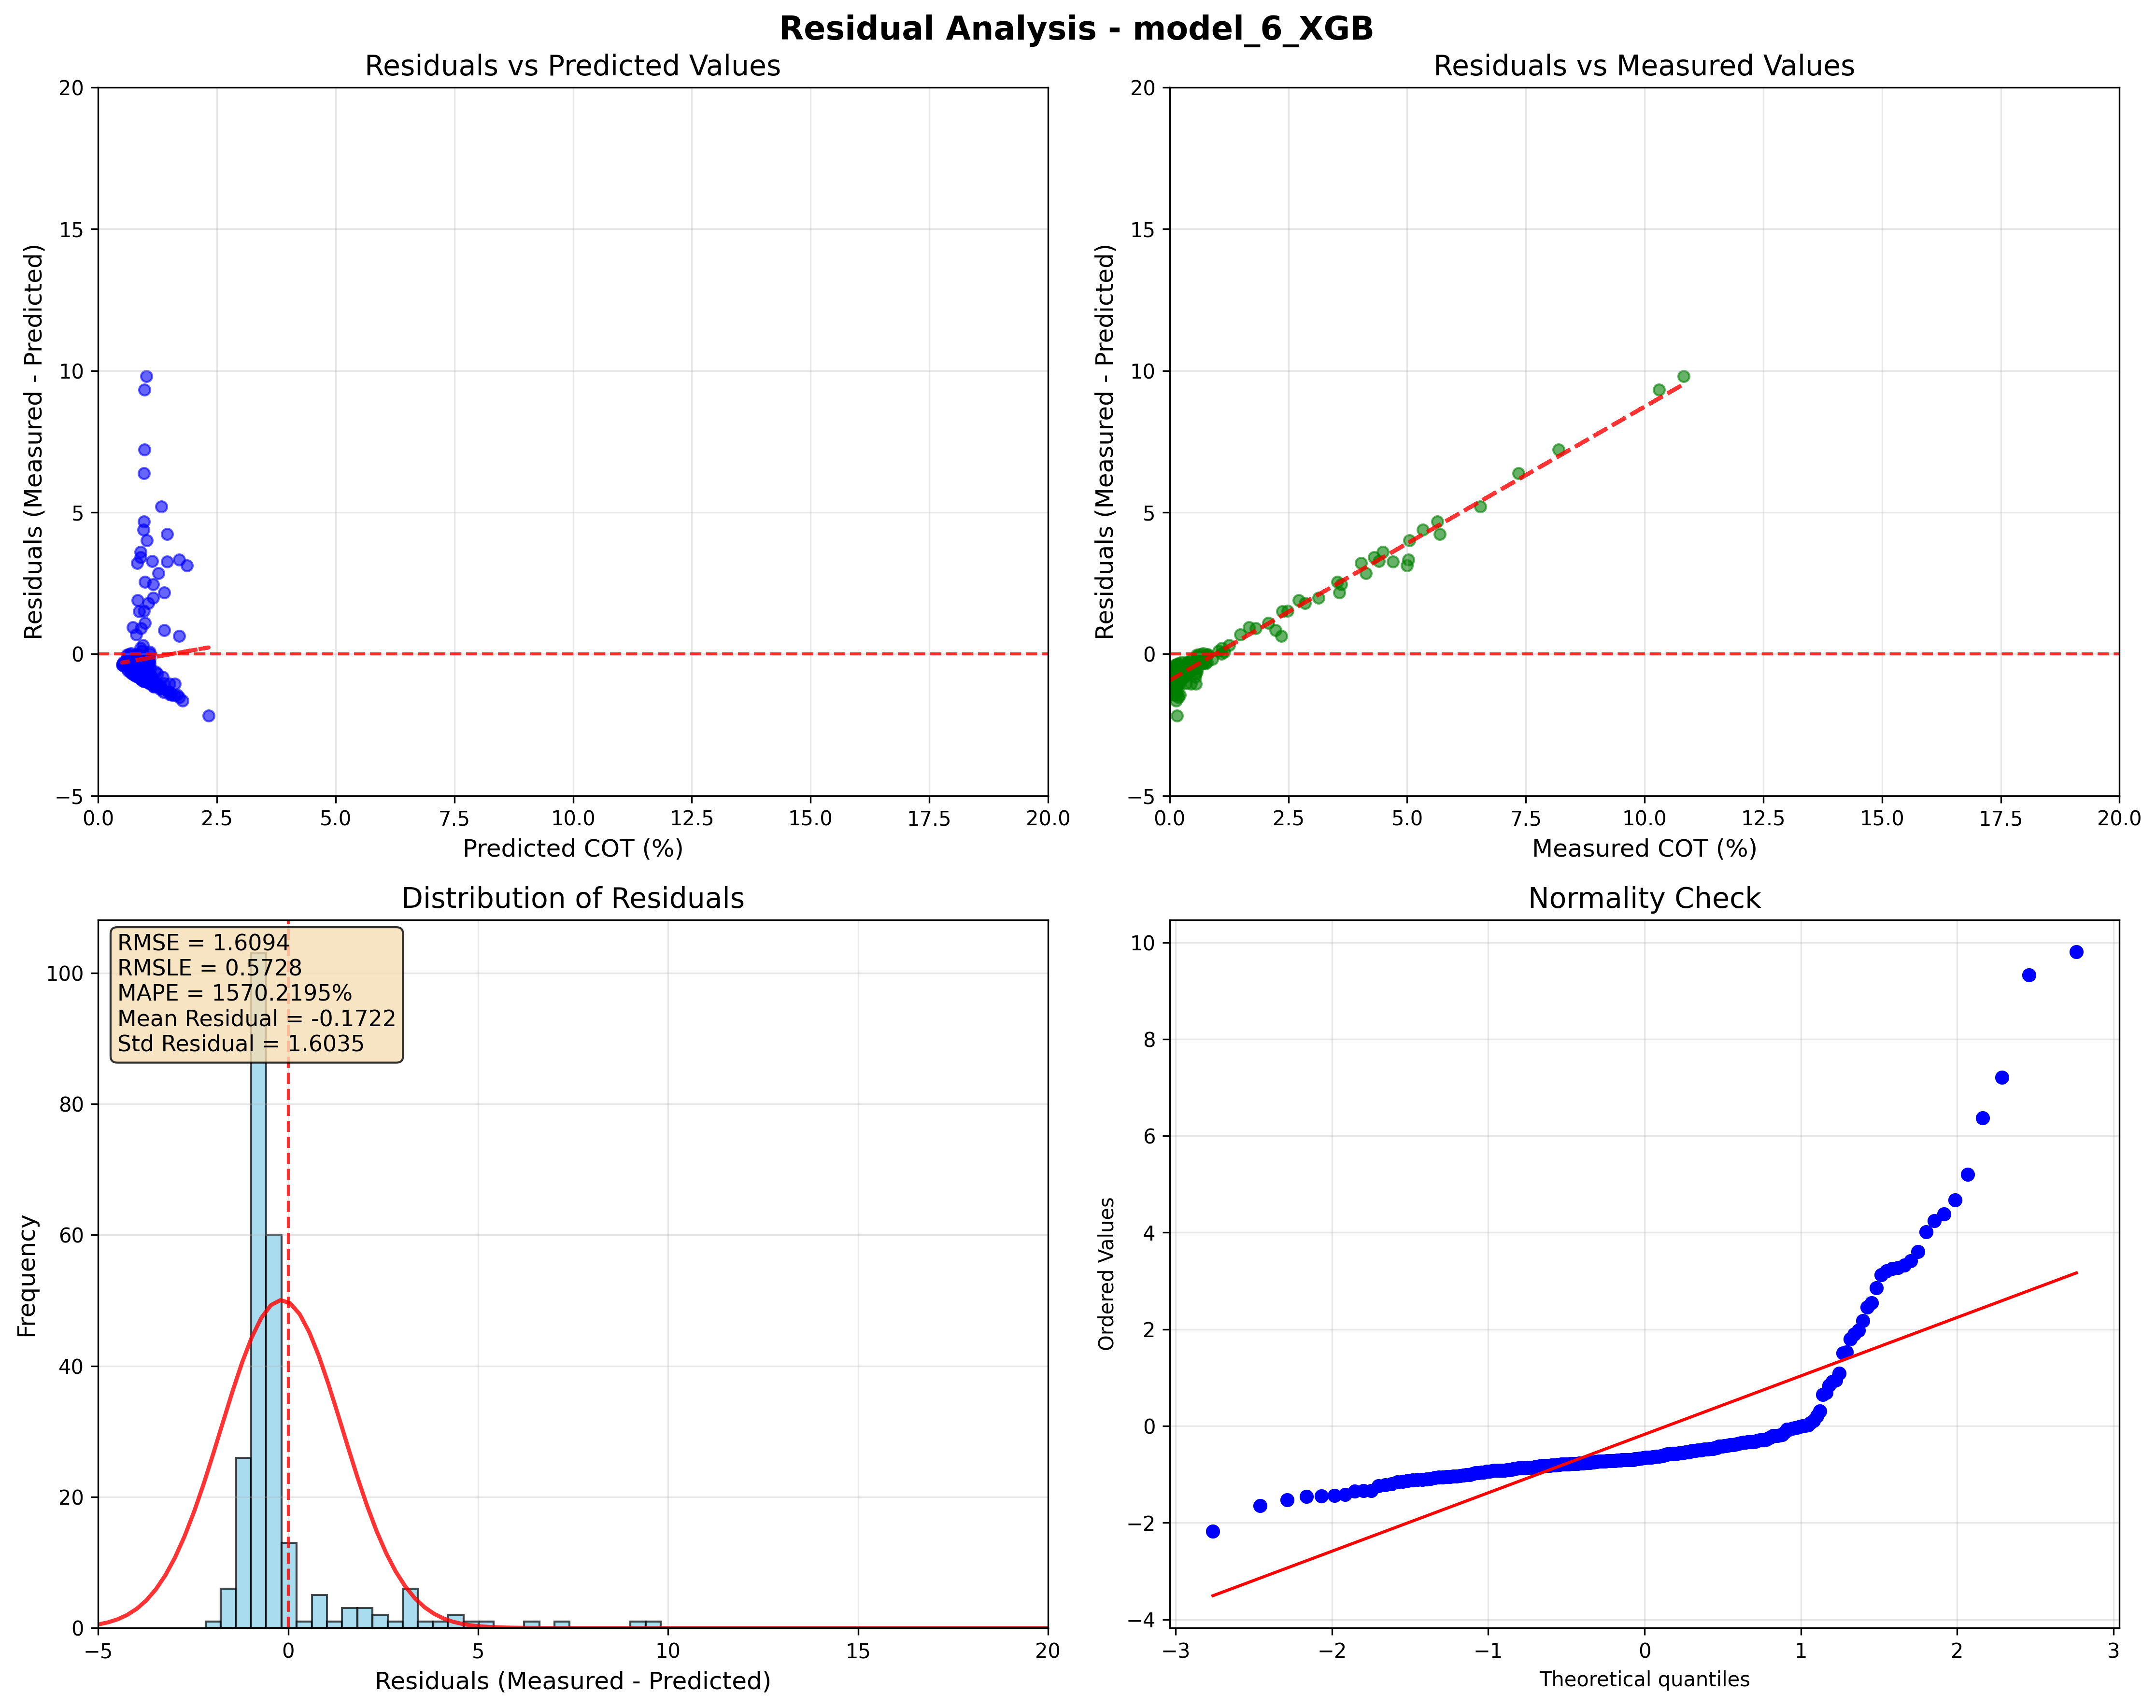 Residual Analysis - model_6_XGB
Residuals vs Predicted Values
20
15
10
5
0
−5
0.0 2.5 5.0 7.5 10.0 12.5 15.0 17.5 20.0
Residuals (Measured - Predicted)
Predicted COT (%)
Residuals vs Measured Values
20
15
10
5
0
−5
0.0 2.5 5.0 7.5 10.0 12.5 15.0 17.5 20.0
Residuals (Measured - Predicted)
Measured COT (%)
Distribution of Residuals
RMSE = 1.6094
RMSLE = 0.5728
MAPE = 1570.2195%
Mean Residual = -0.1722
Std Residual = 1.6035
100
80
60
40
20
0
−5 0 5 10 15 20
Frequency
Residuals (Measured - Predicted)
Normality Check
10
8
6
4
2
0
−2
−4
−3 −2 −1 0 1 2 3
Ordered Values
Theoretical quantiles